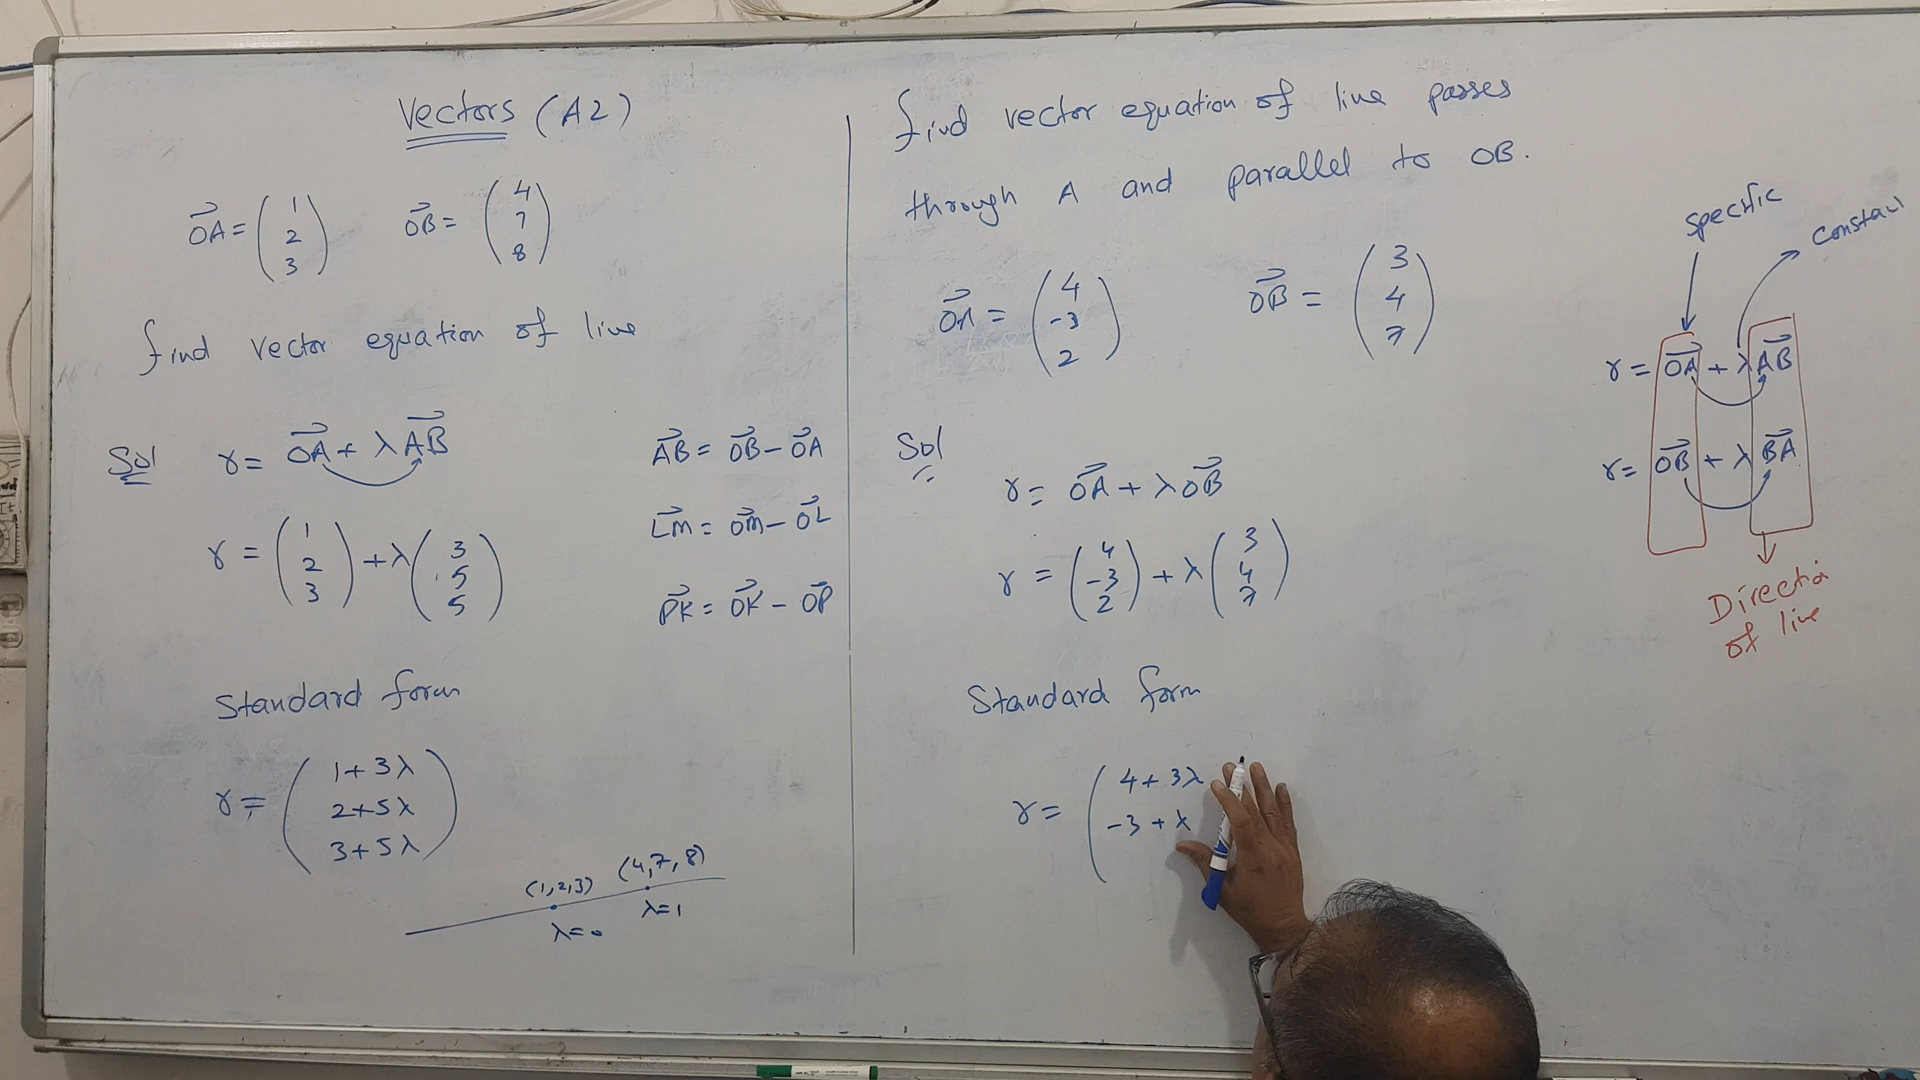 Vectors (A2)
OA = (1 2 3) OB = (4 7 8)
find vector equation of line
Sol r = OA + λ AB
AB = OB - OA
LM = OM - OL
PK = OK - OP
r = (1 2 3) + λ (3 5 5)
Standard form
r = (1+3λ 2+5λ 3+5λ)
(1,2,3) (4,7,8)
λ=0 λ=1
find vector equation of line passes
through A and parallel to OB.
OA = (4 -3 2) OB = (3 4 7)
Sol
r = OA + λ OB
r = (4 -3 2) + λ (3 4 7)
Standard form
r = (4+3λ -3+λ
specific
r = OA + λ AB
r = OB + λ BA
of line